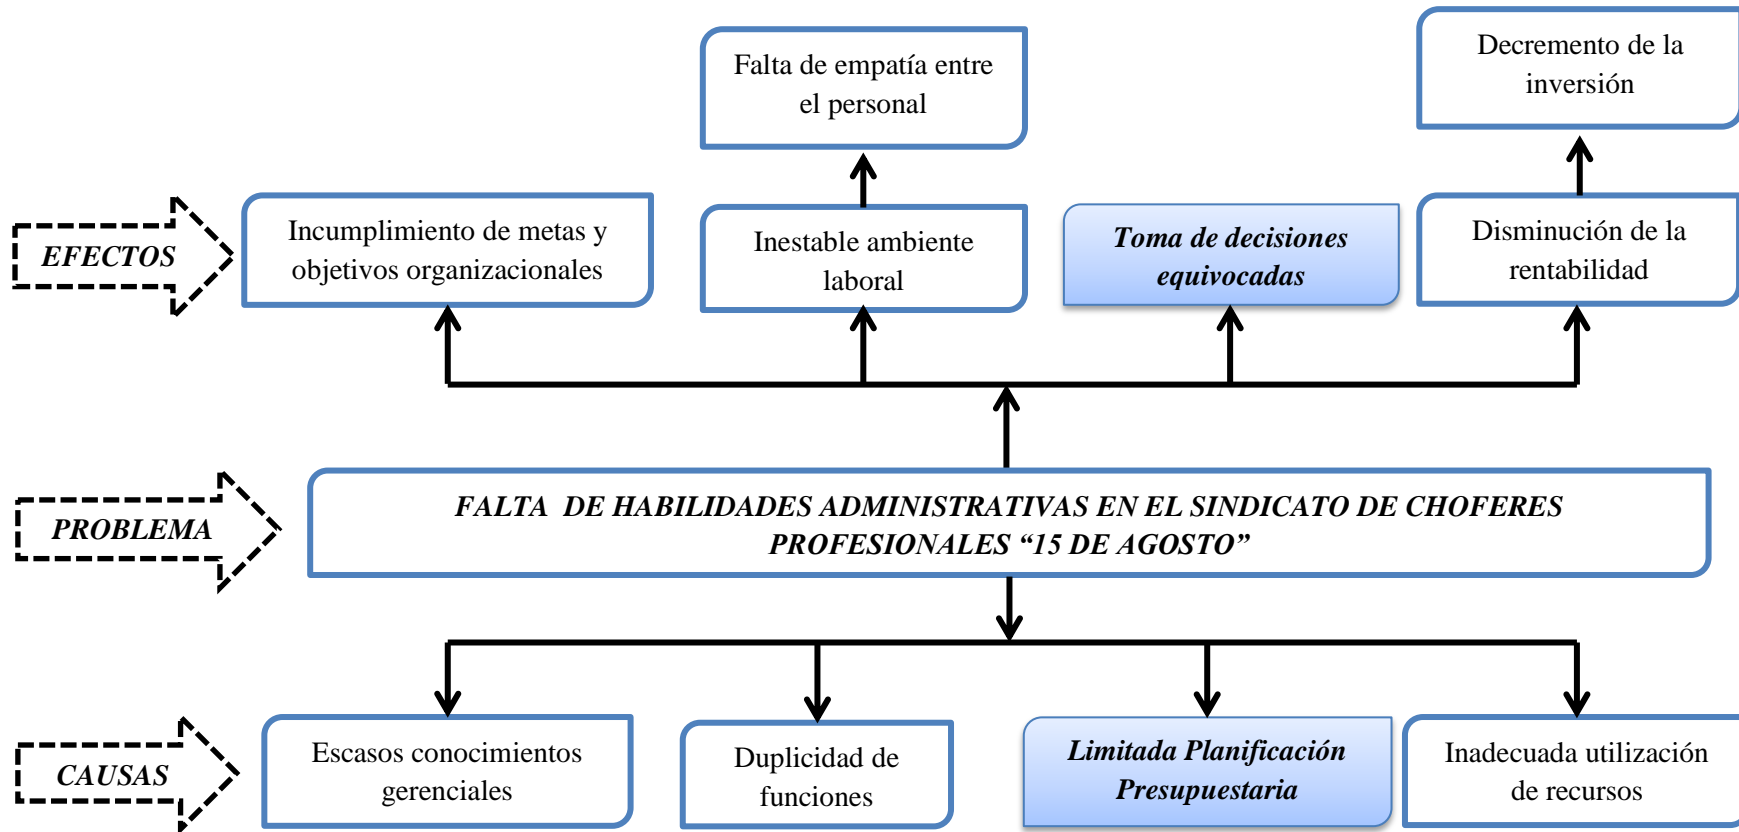 Falta de empatía entre
el personal
Decremento de la
inversión
EFECTOS
Incumplimiento de metas y
objetivos organizacionales
Inestable ambiente
laboral
Toma de decisiones
equivocadas
Disminución de la
rentabilidad
PROBLEMA
FALTA  DE HABILIDADES ADMINISTRATIVAS EN EL SINDICATO DE CHOFERES
PROFESIONALES “15 DE AGOSTO”
CAUSAS
Escasos conocimientos
gerenciales
Duplicidad de
funciones
Limitada Planificación
Presupuestaria
Inadecuada utilización
de recursos